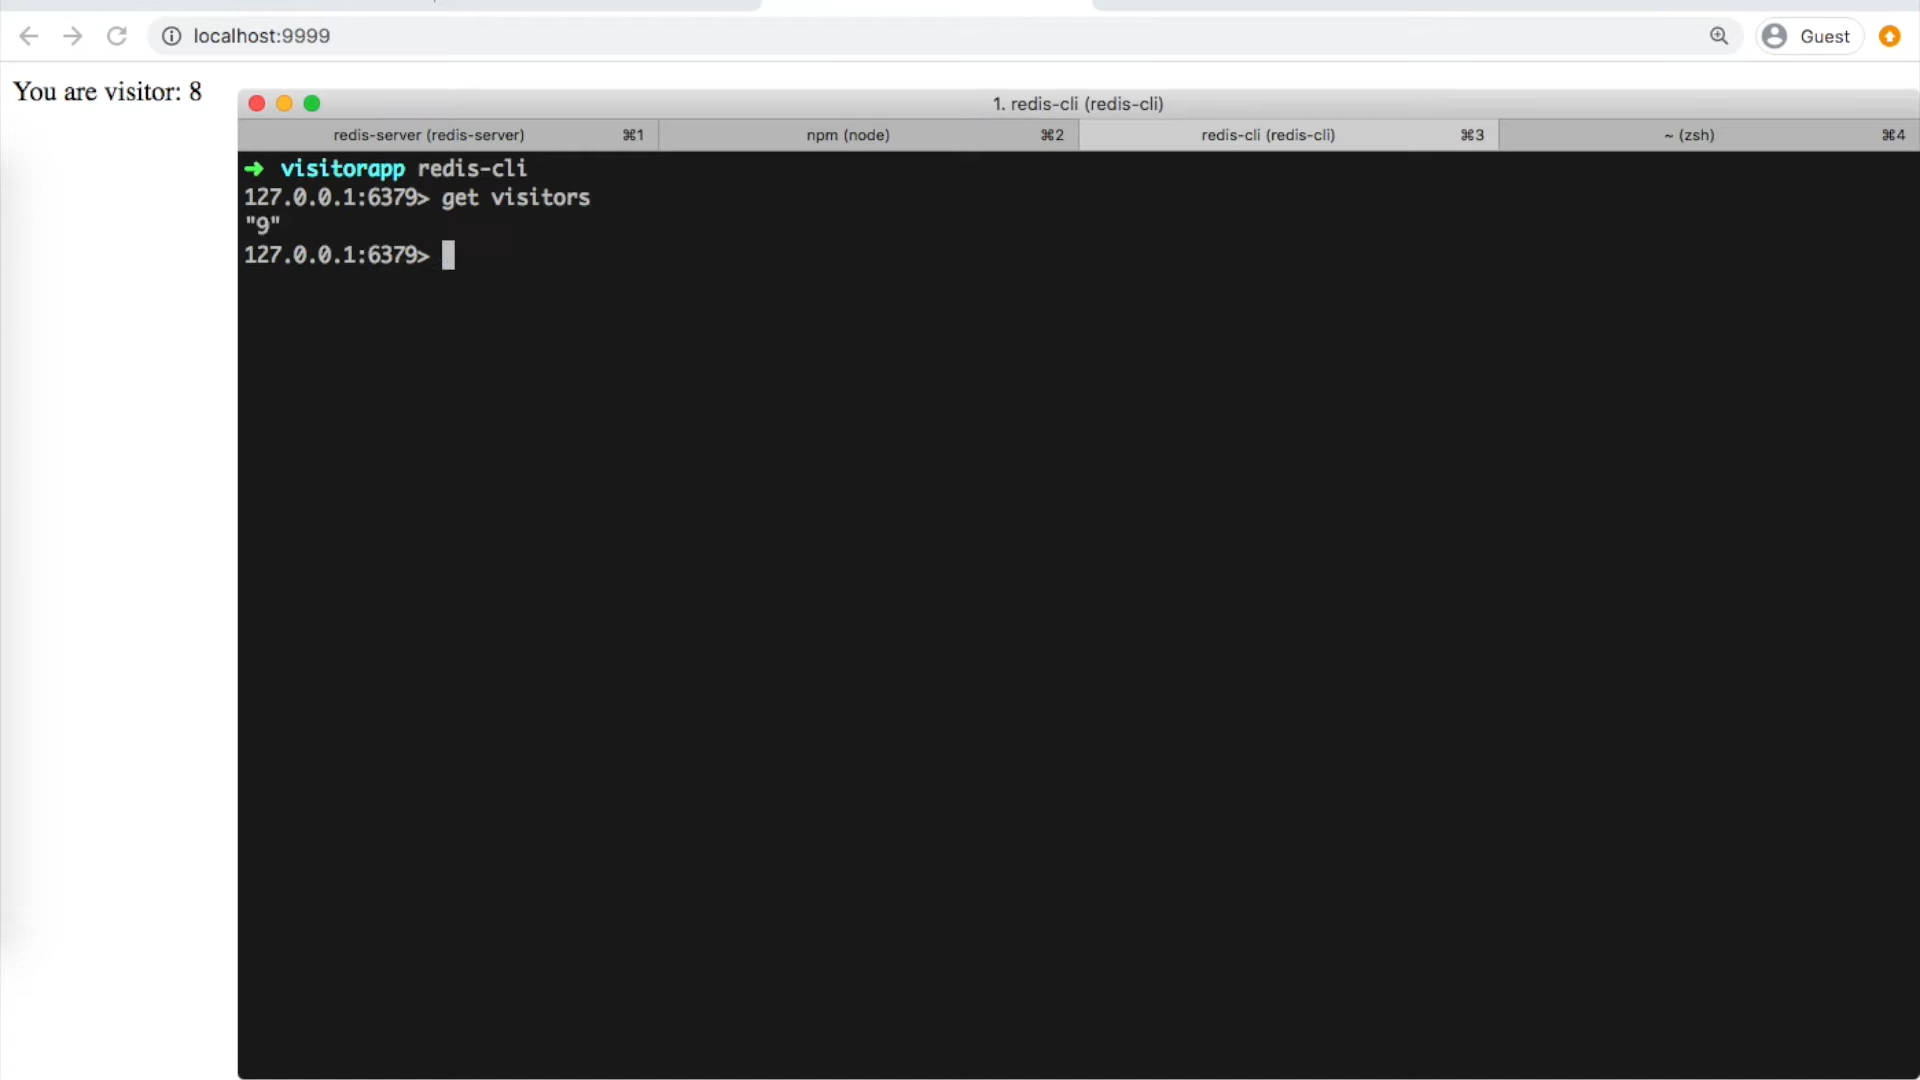 localhost:9999
Guest
You are visitor: 8
1. redis-cli (redis-cli)
redis-server (redis-server) ⌘1 npm (node) ⌘2 redis-cli (redis-cli) ⌘3 ~ (zsh) ⌘4
➜ visitorapp redis-cli
127.0.0.1:6379> get visitors
"9"
127.0.0.1:6379>